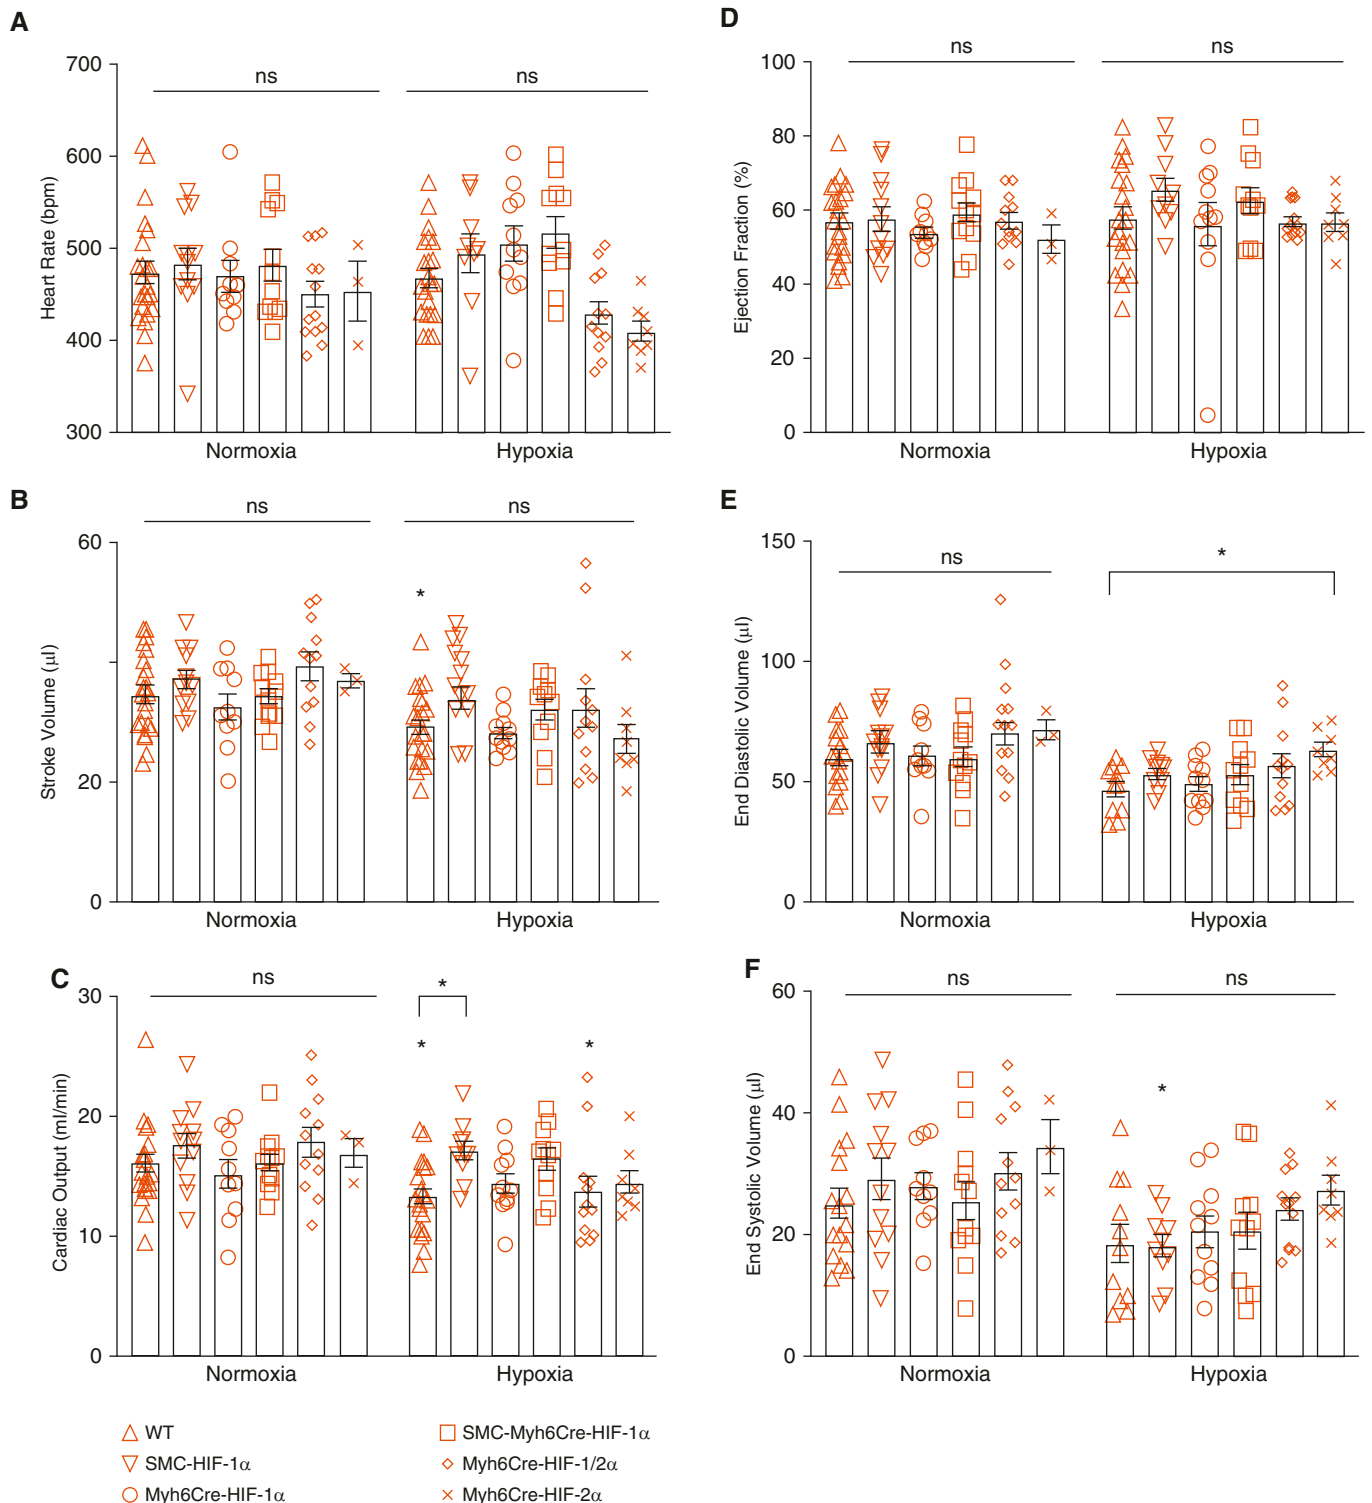 A
Heart Rate (bpm)
700
600
500
400
300
ns
ns
Normoxia
Hypoxia
D
Ejection Fraction (%)
100
80
60
40
20
0
ns
ns
Normoxia
Hypoxia
B
Stroke Volume (µl)
60
20
0
ns
ns
*
Normoxia
Hypoxia
E
End Diastolic Volume (µl)
150
100
50
0
ns
*
Normoxia
Hypoxia
C
Cardiac Output (ml/min)
30
20
10
0
ns
*
*
*
Normoxia
Hypoxia
F
End Systolic Volume (µl)
60
40
20
0
ns
ns
*
Normoxia
Hypoxia
WT
SMC-HIF-1α
Myh6Cre-HIF-1α
SMC-Myh6Cre-HIF-1α
Myh6Cre-HIF-1/2α
Myh6Cre-HIF-2α